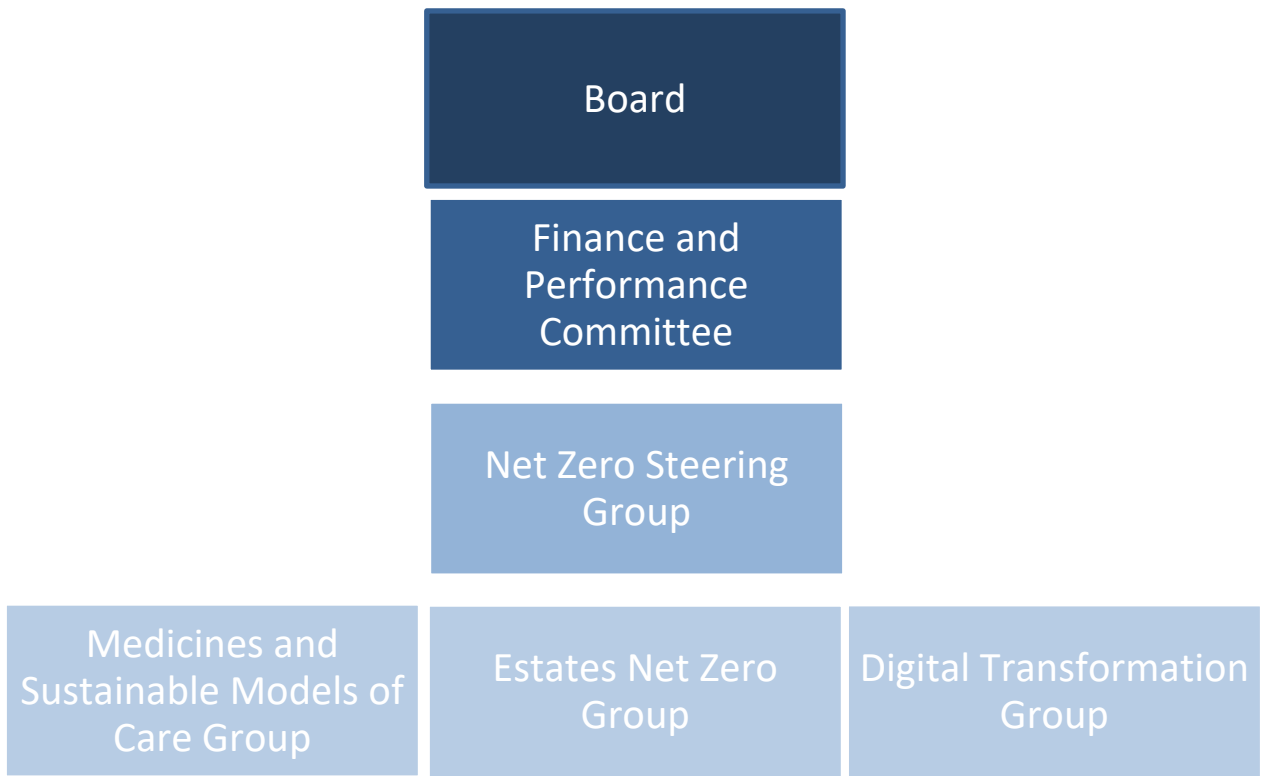 Board
Finance and
Performance
Committee
Net Zero Steering
Group
Medicines and
Sustainable Models of
Care Group
Estates Net Zero
Group
Digital Transformation
Group